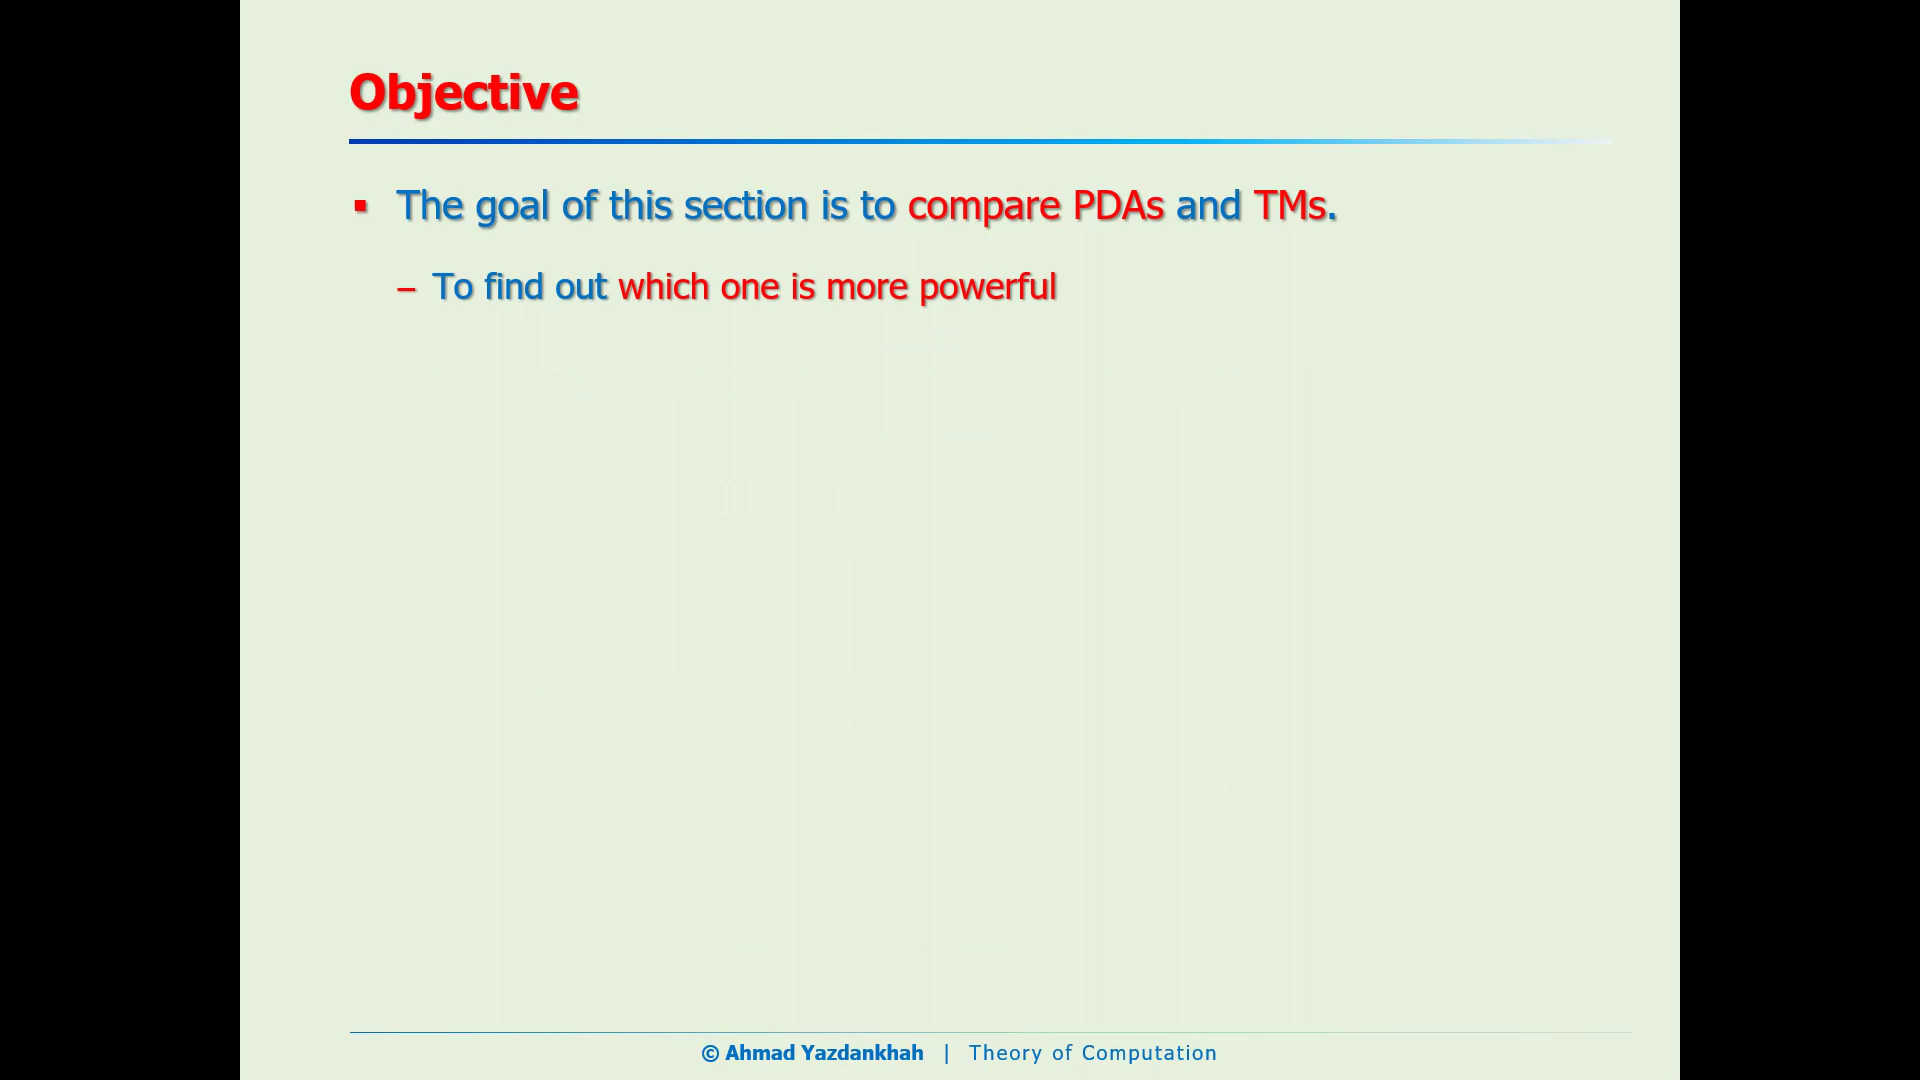 Objective
▪ The goal of this section is to compare PDAs and TMs.
– To find out which one is more powerful
© Ahmad Yazdankhah | Theory of Computation